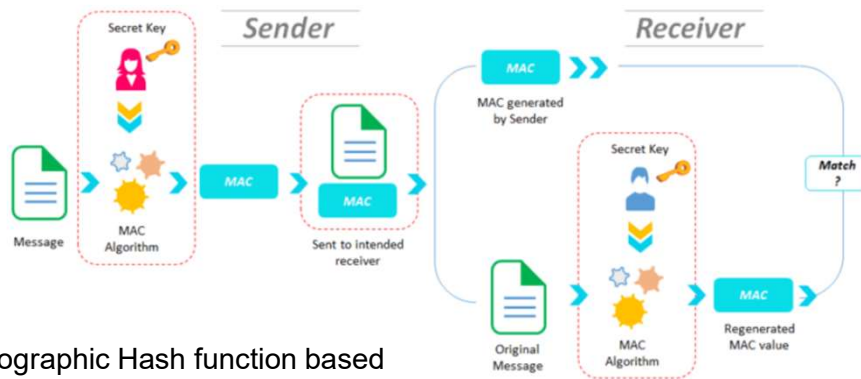 Sender
Receiver
Secret Key
MAC
MAC generated
by Sender
Secret Key
Match
?
MAC
MAC
Message
MAC
Algorithm
Sent to intended
receiver
MAC
Regenerated
MAC value
Original
Message
MAC
Algorithm
ographic Hash function based